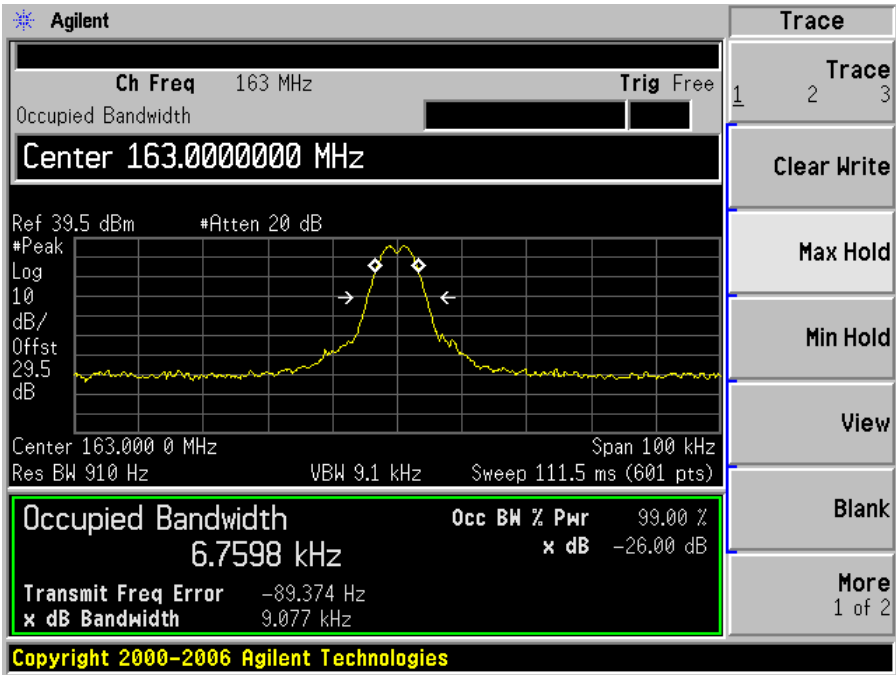 Agilent
Trace
Ch Freq 163 MHz Trig Free
Occupied Bandwidth
Center 163.0000000 MHz
Ref 39.5 dBm #Atten 20 dB
#Peak
Log
10
dB/
Offst
29.5
dB
Center 163.000 0 MHz Span 100 kHz
Res BW 910 Hz VBW 9.1 kHz Sweep 111.5 ms (601 pts)
Occupied Bandwidth Occ BW % Pwr 99.00 %
6.7598 kHz x dB -26.00 dB
Transmit Freq Error -89.374 Hz
x dB Bandwidth 9.077 kHz
Copyright 2000-2006 Agilent Technologies
Trace
1 2 3
Clear Write
Max Hold
Min Hold
View
Blank
More
1 of 2